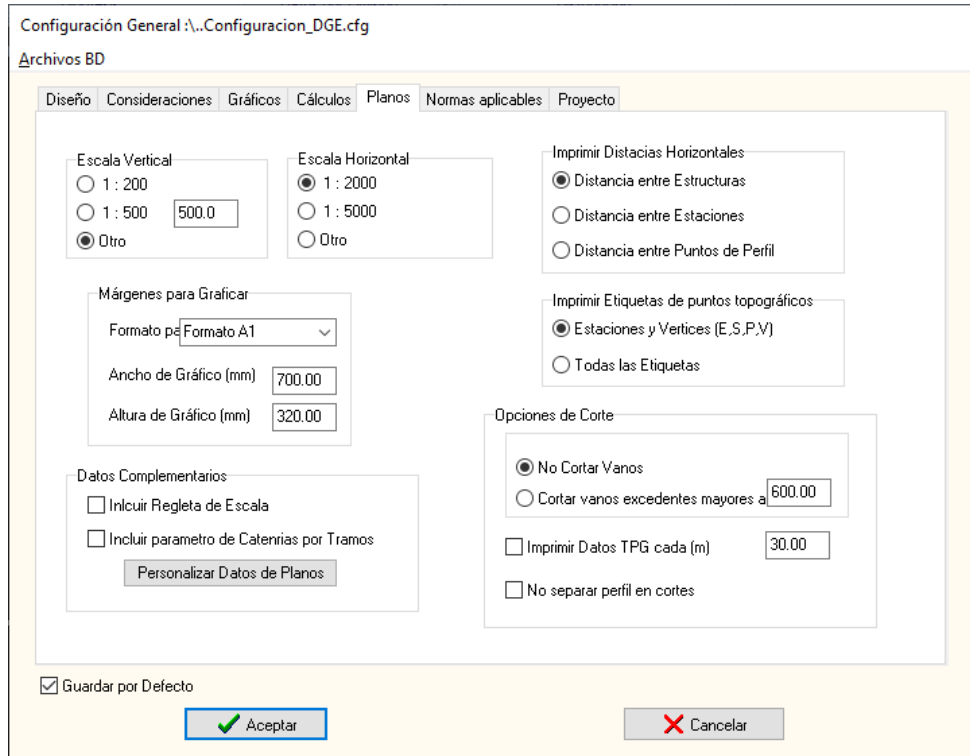 Configuración General :\..Configuracion_DGE.cfg
Archivos BD
Diseño Consideraciones Gráficos Cálculos Planos Normas aplicables Proyecto
Escala Vertical
1 : 200
1 : 500 500.0
Otro
Escala Horizontal
1 : 2000
1 : 5000
Otro
Imprimir Distacias Horizontales
Distancia entre Estructuras
Distancia entre Estaciones
Distancia entre Puntos de Perfil
Márgenes para Graficar
Formato pa Formato A1
Ancho de Gráfico (mm) 700.00
Altura de Gráfico (mm) 320.00
Imprimir Etiquetas de puntos topográficos
Estaciones y Vertices (E,S,P,V)
Todas las Etiquetas
Datos Complementarios
Inlcuir Regleta de Escala
Incluir parametro de Catenrias por Tramos
Personalizar Datos de Planos
Opciones de Corte
No Cortar Vanos
Cortar vanos excedentes mayores a 600.00
Imprimir Datos TPG cada (m) 30.00
No separar perfil en cortes
Guardar por Defecto
Aceptar
Cancelar